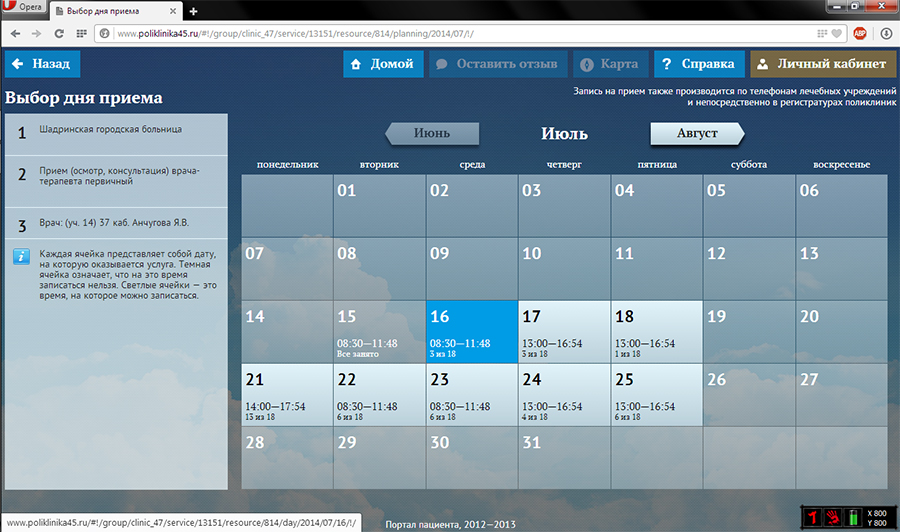 Opera
Выбор дня приема
www.poliklinika45.ru/#!/group/clinic_47/service/13151/resource/814/planning/2014/07/!/
ABP
Назад
Домой
Оставить отзыв
Карта
? Справка
Личный кабинет
Выбор дня приема
Запись на прием также производится по телефонам лечебных учреждений
и непосредственно в регистратурах поликлиник
1 Шадринская городская больница
2 Прием (осмотр, консультация) врача-
терапевта первичный
3 Врач: (уч. 14) 37 каб. Анчугова Я.В.
i Каждая ячейка представляет собой дату,
на которую оказывается услуга. Темная
ячейка означает, что на это время
записаться нельзя. Светлые ячейки — это
время, на которое можно записаться.
Июнь Июль Август
понедельник вторник среда четверг пятница суббота воскресенье
01 02 03 04 05 06
07 08 09 10 11 12 13
14 15 16 17 18 19 20
08:30—11:48 08:30—11:48 13:00—16:54 13:00—16:54
Все занято 3 из 18 3 из 18 1 из 18
21 22 23 24 25 26 27
14:00—17:54 08:30—11:48 08:30—11:48 13:00—16:54 13:00—16:54
13 из 18 6 из 18 6 из 18 4 из 18 6 из 18
28 29 30 31
www.poliklinika45.ru/#!/group/clinic_47/service/13151/resource/814/day/2014/07/16/!/
Портал пациента, 2012—2013
1
X 800
Y 800